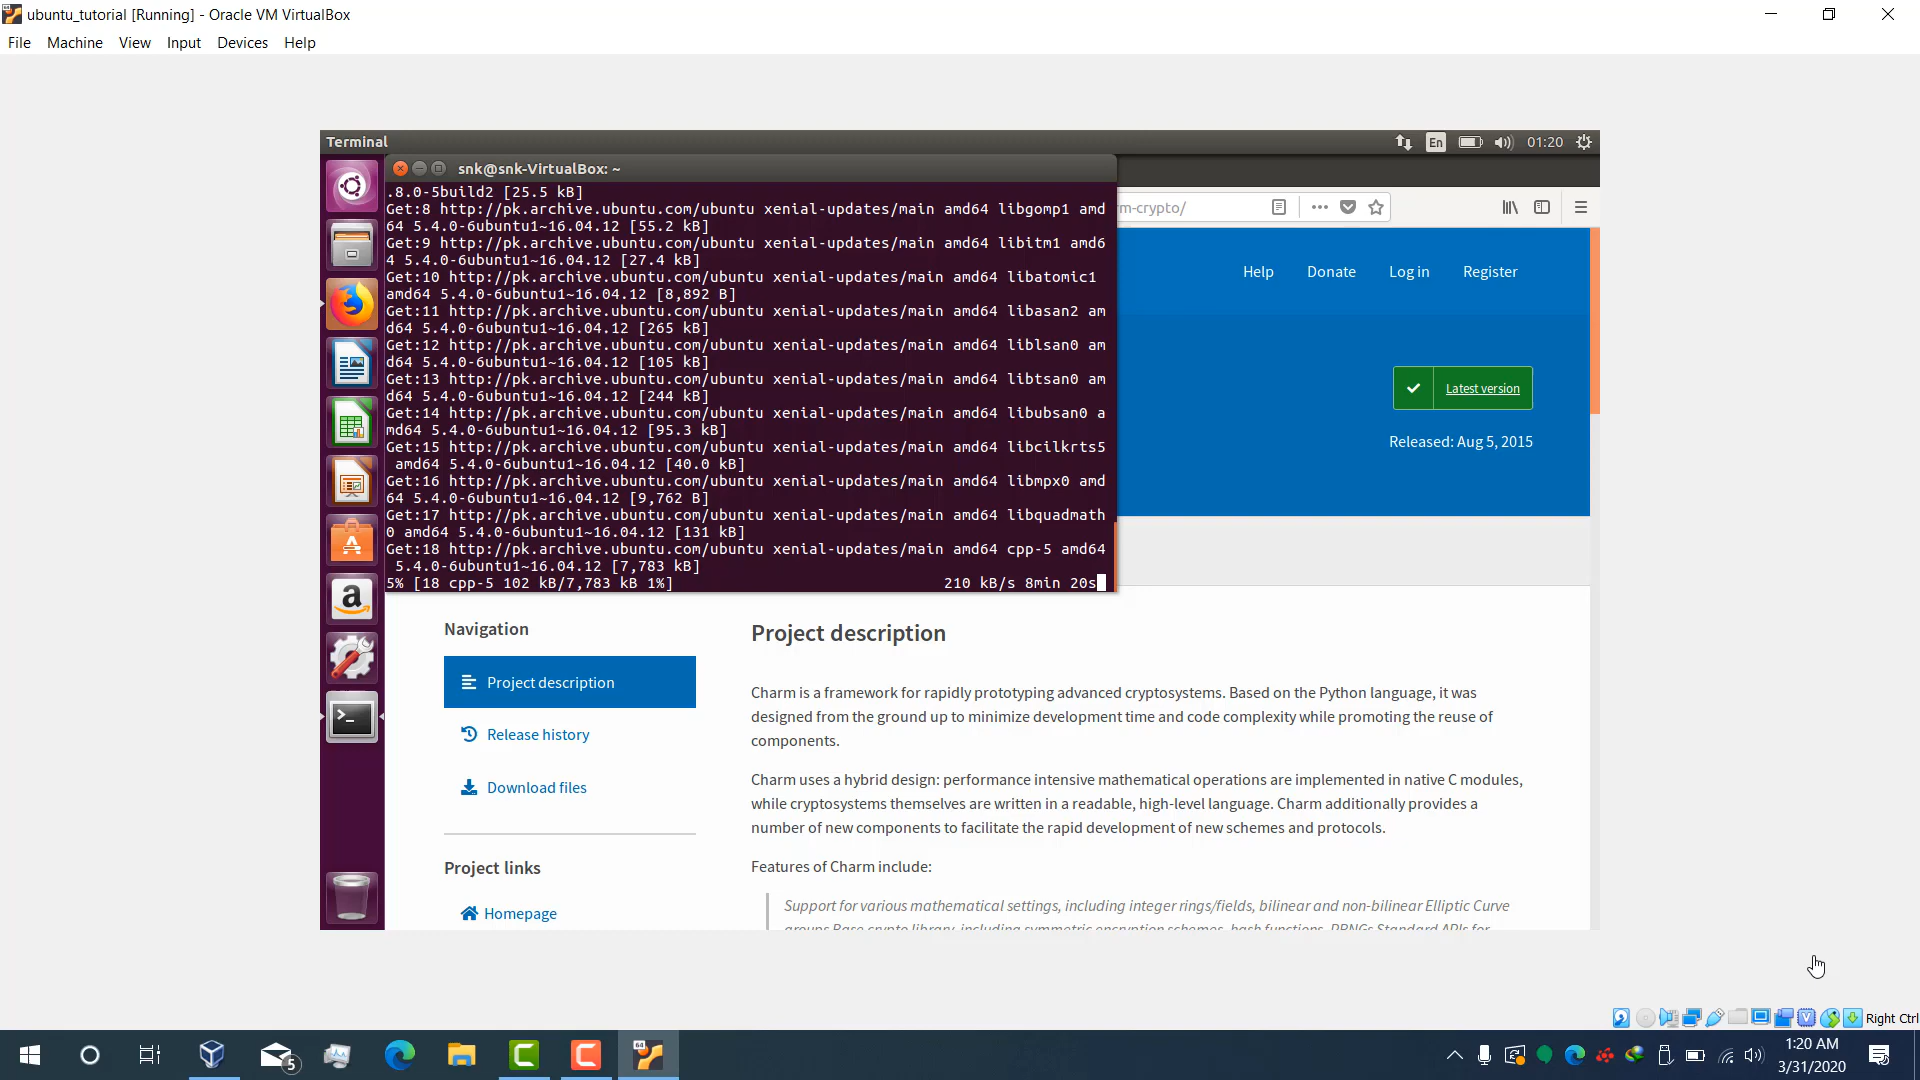 ubuntu_tutorial [Running] - Oracle VM VirtualBox
File Machine View Input Devices Help
Terminal
En
01:20
snk@snk-VirtualBox: ~
.8.0-5build2 [25.5 kB]
Get:8 http://pk.archive.ubuntu.com/ubuntu xenial-updates/main amd64 libgomp1 amd
64 5.4.0-6ubuntu1~16.04.12 [55.2 kB]
Get:9 http://pk.archive.ubuntu.com/ubuntu xenial-updates/main amd64 libitm1 amd6
4 5.4.0-6ubuntu1~16.04.12 [27.4 kB]
Get:10 http://pk.archive.ubuntu.com/ubuntu xenial-updates/main amd64 libatomic1
amd64 5.4.0-6ubuntu1~16.04.12 [8,892 B]
Get:11 http://pk.archive.ubuntu.com/ubuntu xenial-updates/main amd64 libasan2 am
d64 5.4.0-6ubuntu1~16.04.12 [265 kB]
Get:12 http://pk.archive.ubuntu.com/ubuntu xenial-updates/main amd64 liblsan0 am
d64 5.4.0-6ubuntu1~16.04.12 [105 kB]
Get:13 http://pk.archive.ubuntu.com/ubuntu xenial-updates/main amd64 libtsan0 am
d64 5.4.0-6ubuntu1~16.04.12 [244 kB]
Get:14 http://pk.archive.ubuntu.com/ubuntu xenial-updates/main amd64 libubsan0 a
md64 5.4.0-6ubuntu1~16.04.12 [95.3 kB]
Get:15 http://pk.archive.ubuntu.com/ubuntu xenial-updates/main amd64 libcilkrts5
amd64 5.4.0-6ubuntu1~16.04.12 [40.0 kB]
Get:16 http://pk.archive.ubuntu.com/ubuntu xenial-updates/main amd64 libmpx0 amd
64 5.4.0-6ubuntu1~16.04.12 [9,762 B]
Get:17 http://pk.archive.ubuntu.com/ubuntu xenial-updates/main amd64 libquadmath
0 amd64 5.4.0-6ubuntu1~16.04.12 [131 kB]
Get:18 http://pk.archive.ubuntu.com/ubuntu xenial-updates/main amd64 cpp-5 amd64
5.4.0-6ubuntu1~16.04.12 [7,783 kB]
5% [18 cpp-5 102 kB/7,783 kB 1%] 210 kB/s 8min 20s
m-crypto/
Help Donate Log in Register
Latest version
Released: Aug 5, 2015
Navigation
Project description
Release history
Download files
Project links
Homepage
Project description
Charm is a framework for rapidly prototyping advanced cryptosystems. Based on the Python language, it was
designed from the ground up to minimize development time and code complexity while promoting the reuse of
components.
Charm uses a hybrid design: performance intensive mathematical operations are implemented in native C modules,
while cryptosystems themselves are written in a readable, high-level language. Charm additionally provides a
number of new components to facilitate the rapid development of new schemes and protocols.
Features of Charm include:
Support for various mathematical settings, including integer rings/fields, bilinear and non-bilinear Elliptic Curve
groups Base crypto library, including symmetric encryption schemes, hash functions, PRNGs Standard APIs for
Right Ctrl
5
64
1:20 AM
3/31/2020